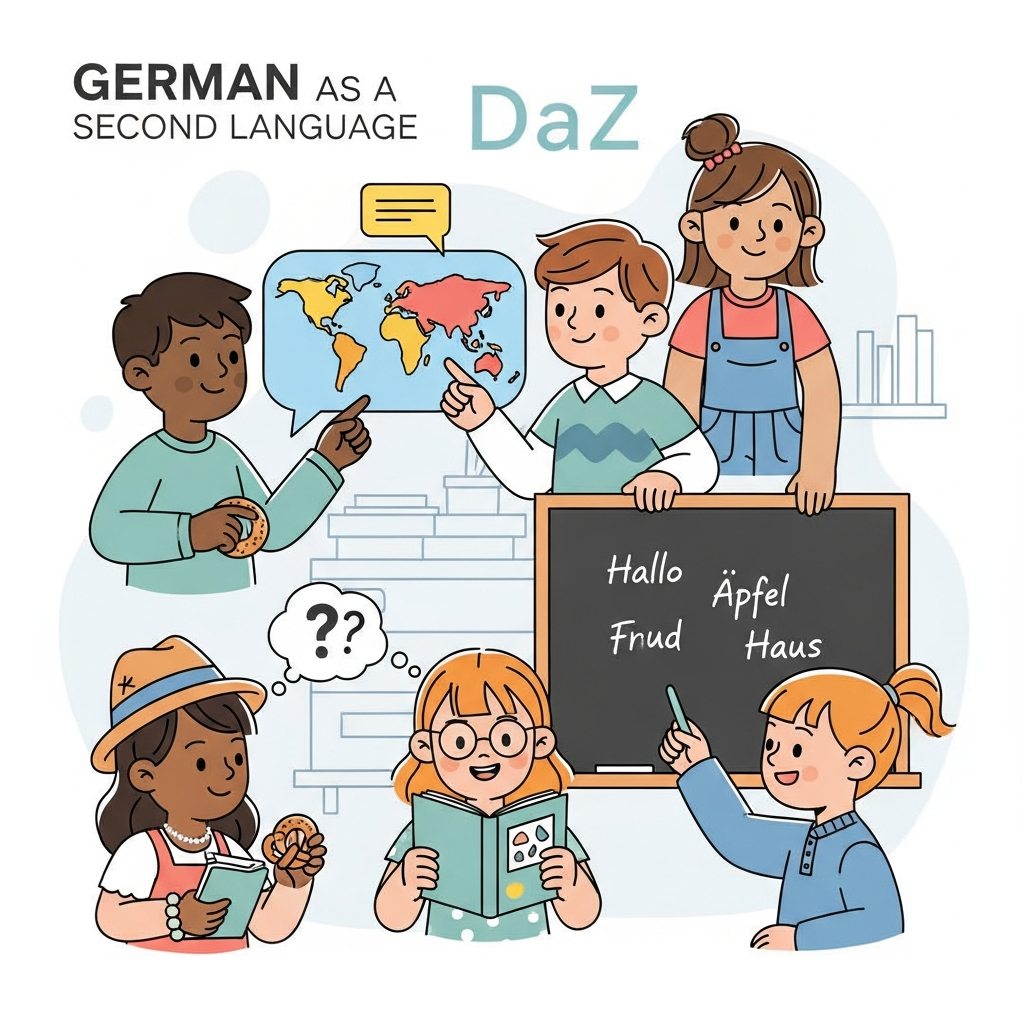 GERMAN AS A
SECOND LANGUAGE
DaZ
??
Hallo
Äpfel
Frud
Haus